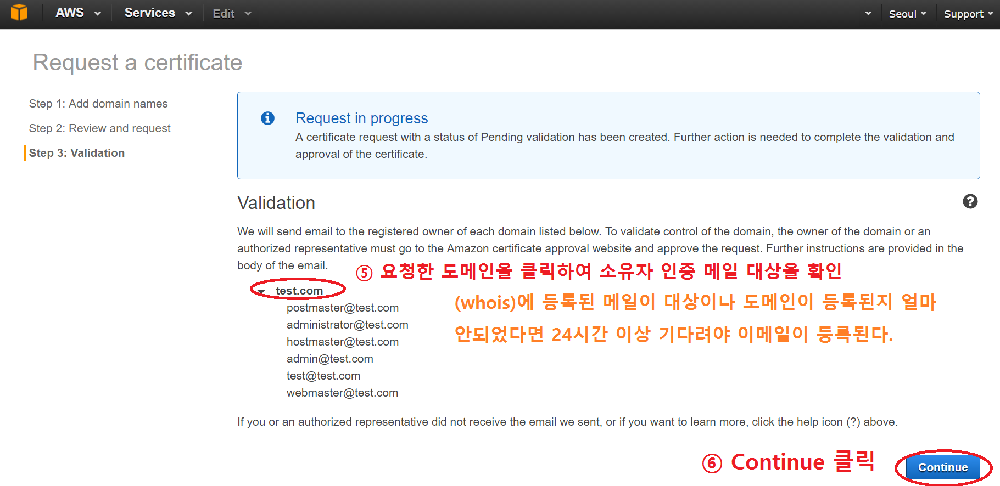 AWS Services Edit Seoul Support
Request a certificate
Step 1: Add domain names
Step 2: Review and request
Step 3: Validation
Request in progress
A certificate request with a status of Pending validation has been created. Further action is needed to complete the validation and
approval of the certificate.
Validation
We will send email to the registered owner of each domain listed below. To validate control of the domain, the owner of the domain or an
authorized representative must go to the Amazon certificate approval website and approve the request. Further instructions are provided in the
body of the email.
⑤ 요청한 도메인을 클릭하여 소유자 인증 메일 대상을 확인
test.com
(whois)에 등록된 메일이 대상이나 도메인이 등록된지 얼마
안되었다면 24시간 이상 기다려야 이메일이 등록된다.
postmaster@test.com
administrator@test.com
hostmaster@test.com
admin@test.com
test@test.com
webmaster@test.com
If you or an authorized representative did not receive the email we sent, or if you want to learn more, click the help icon (?) above.
⑥ Continue 클릭
Continue